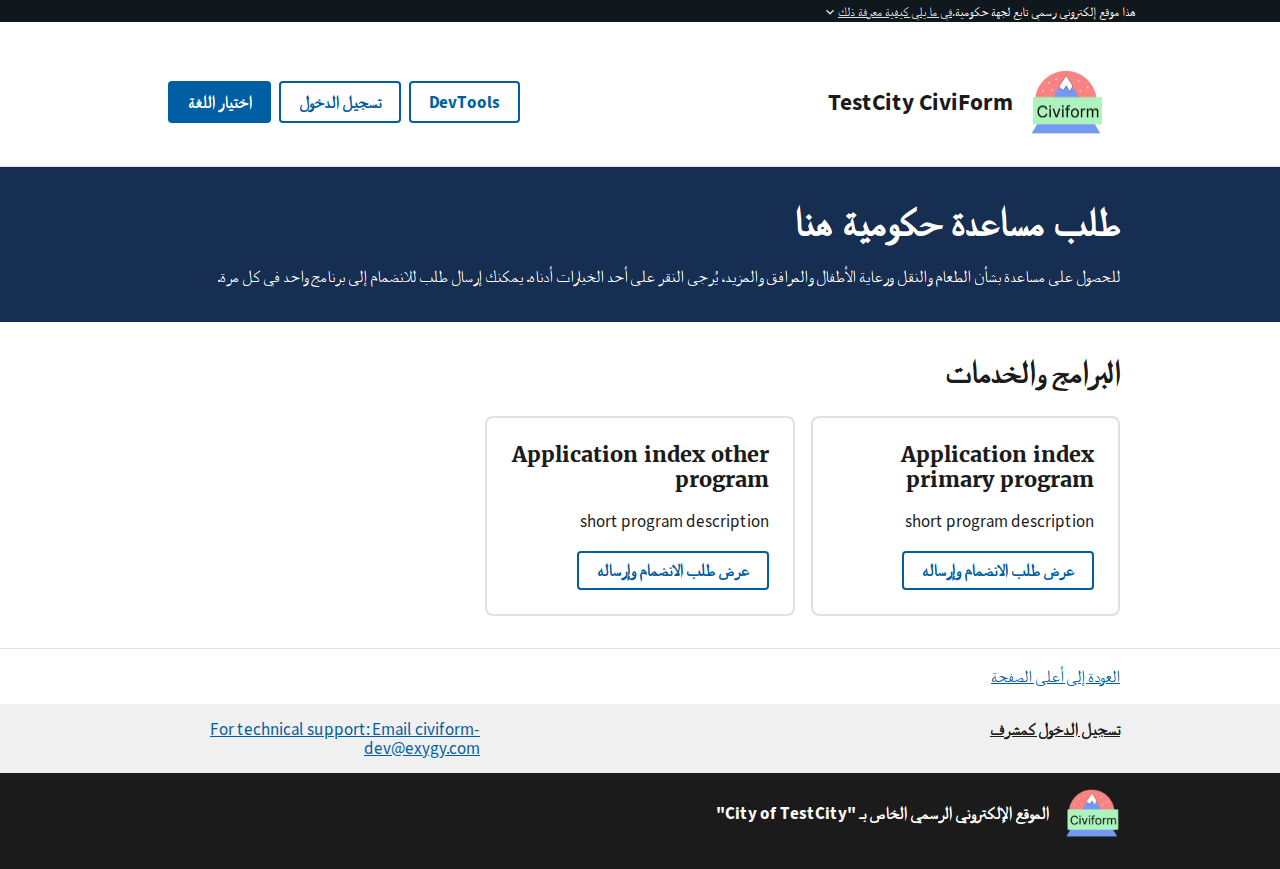 هذا موقع إلكتروني رسمي تابع لجهة حكومية.في ما يلي كيفية معرفة ذلك
Civiform
TestCity CiviForm
DevTools
تسجيل الدخول
اختيار اللغة
طلب مساعدة حكومية هنا
للحصول على مساعدة بشأن الطعام والنقل ورعاية الأطفال والمرافق والمزيد، يُرجى النقر على أحد الخيارات أدناه. يمكنك إرسال طلب للانضمام إلى برنامج واحد في كل مرة.
البرامج والخدمات
Application index
primary program
short program description
عرض طلب الانضمام وإرساله
Application index other
program
short program description
عرض طلب الانضمام وإرساله
العودة إلى أعلى الصفحة
تسجيل الدخول كمشرف
For technical support: Email civiform-
dev@exygy.com
Civiform
الموقع الإلكتروني الرسمي الخاص بـ "City of TestCity"